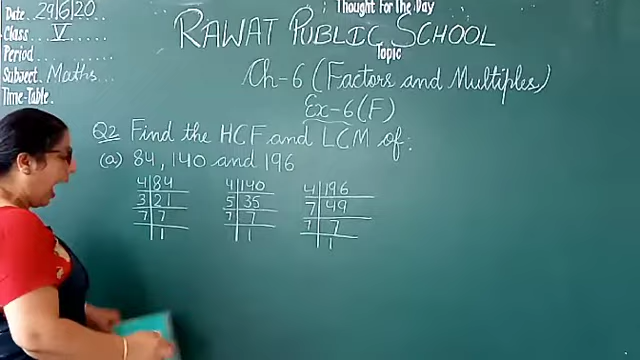 Thought For The Day
Date..29|6|20
Class.... V......
Period............
Subject..Maths...
Time-Table.
RAWAT PUBLIC SCHOOL
Topic
Ch-6 (Factors and Multiples)
Ex-6(F)
Q2 Find the HCF and LCM of:
(a) 84, 140 and 196
4|84 4|140 4|196
3|21 5|35 7|49
7|7 7|7 7|7
|1 |1 |1